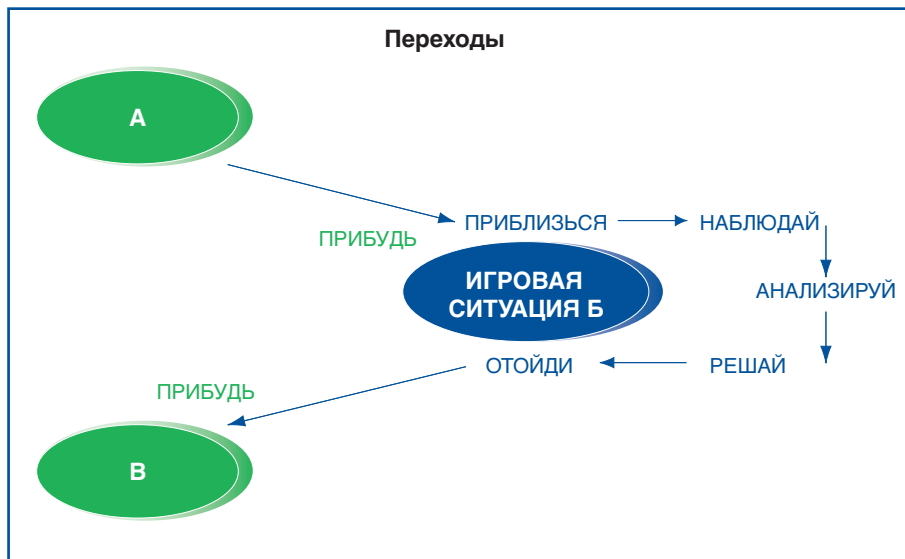 Переходы
А
ПРИБЛИЗЬСЯ
НАБЛЮДАЙ
ПРИБУДЬ
ИГРОВАЯ
СИТУАЦИЯ Б
АНАЛИЗИРУЙ
ОТОЙДИ
РЕШАЙ
ПРИБУДЬ
В